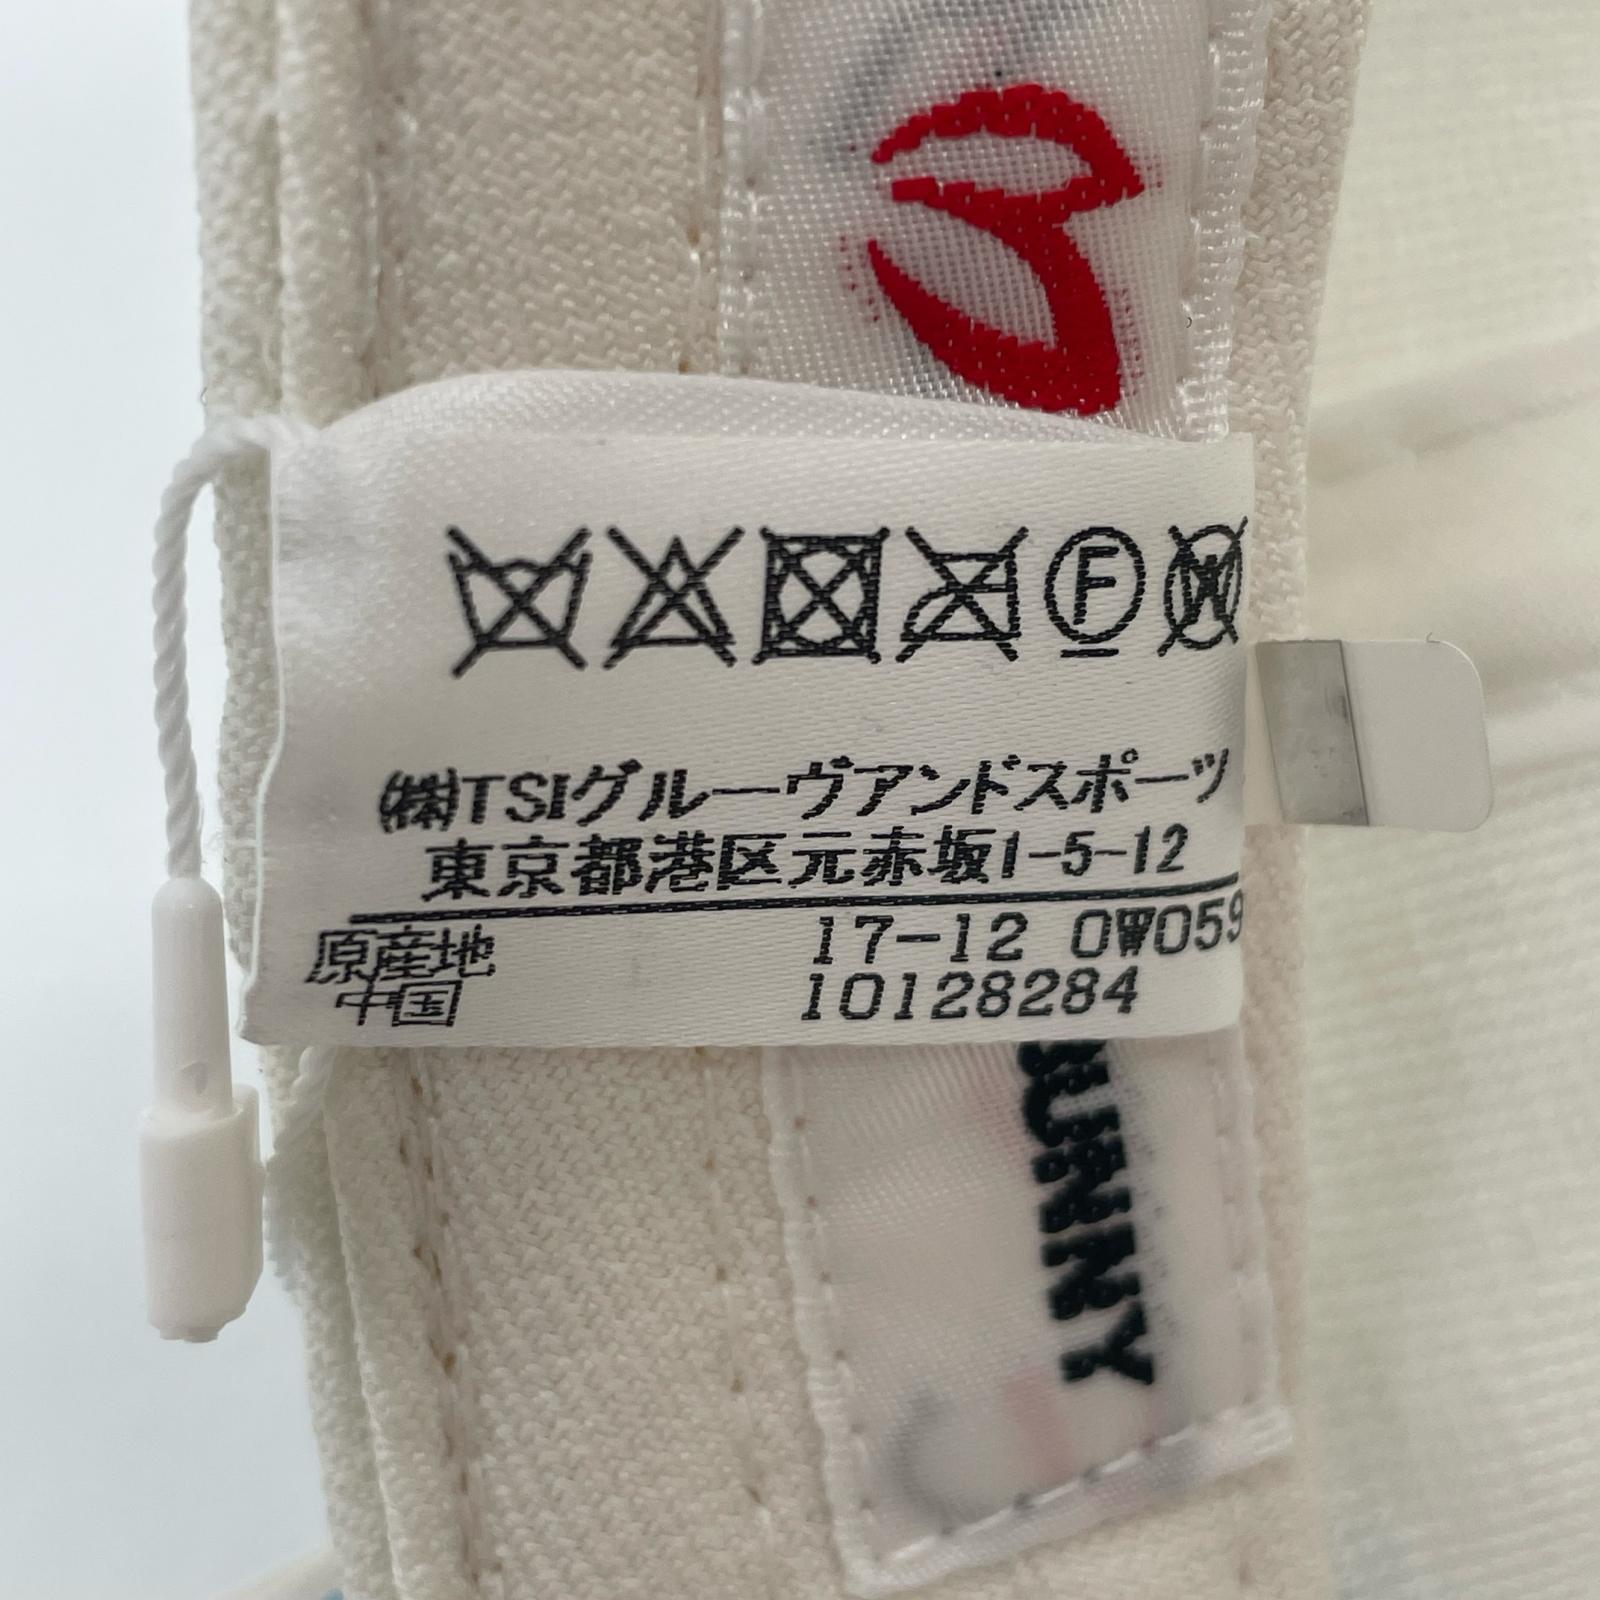 F
W
㈱TSIグルーヴアンドスポーツ
東京都港区元赤坂1-5-12
原産地
中国
17-12 0W059
10128284
BUNNY